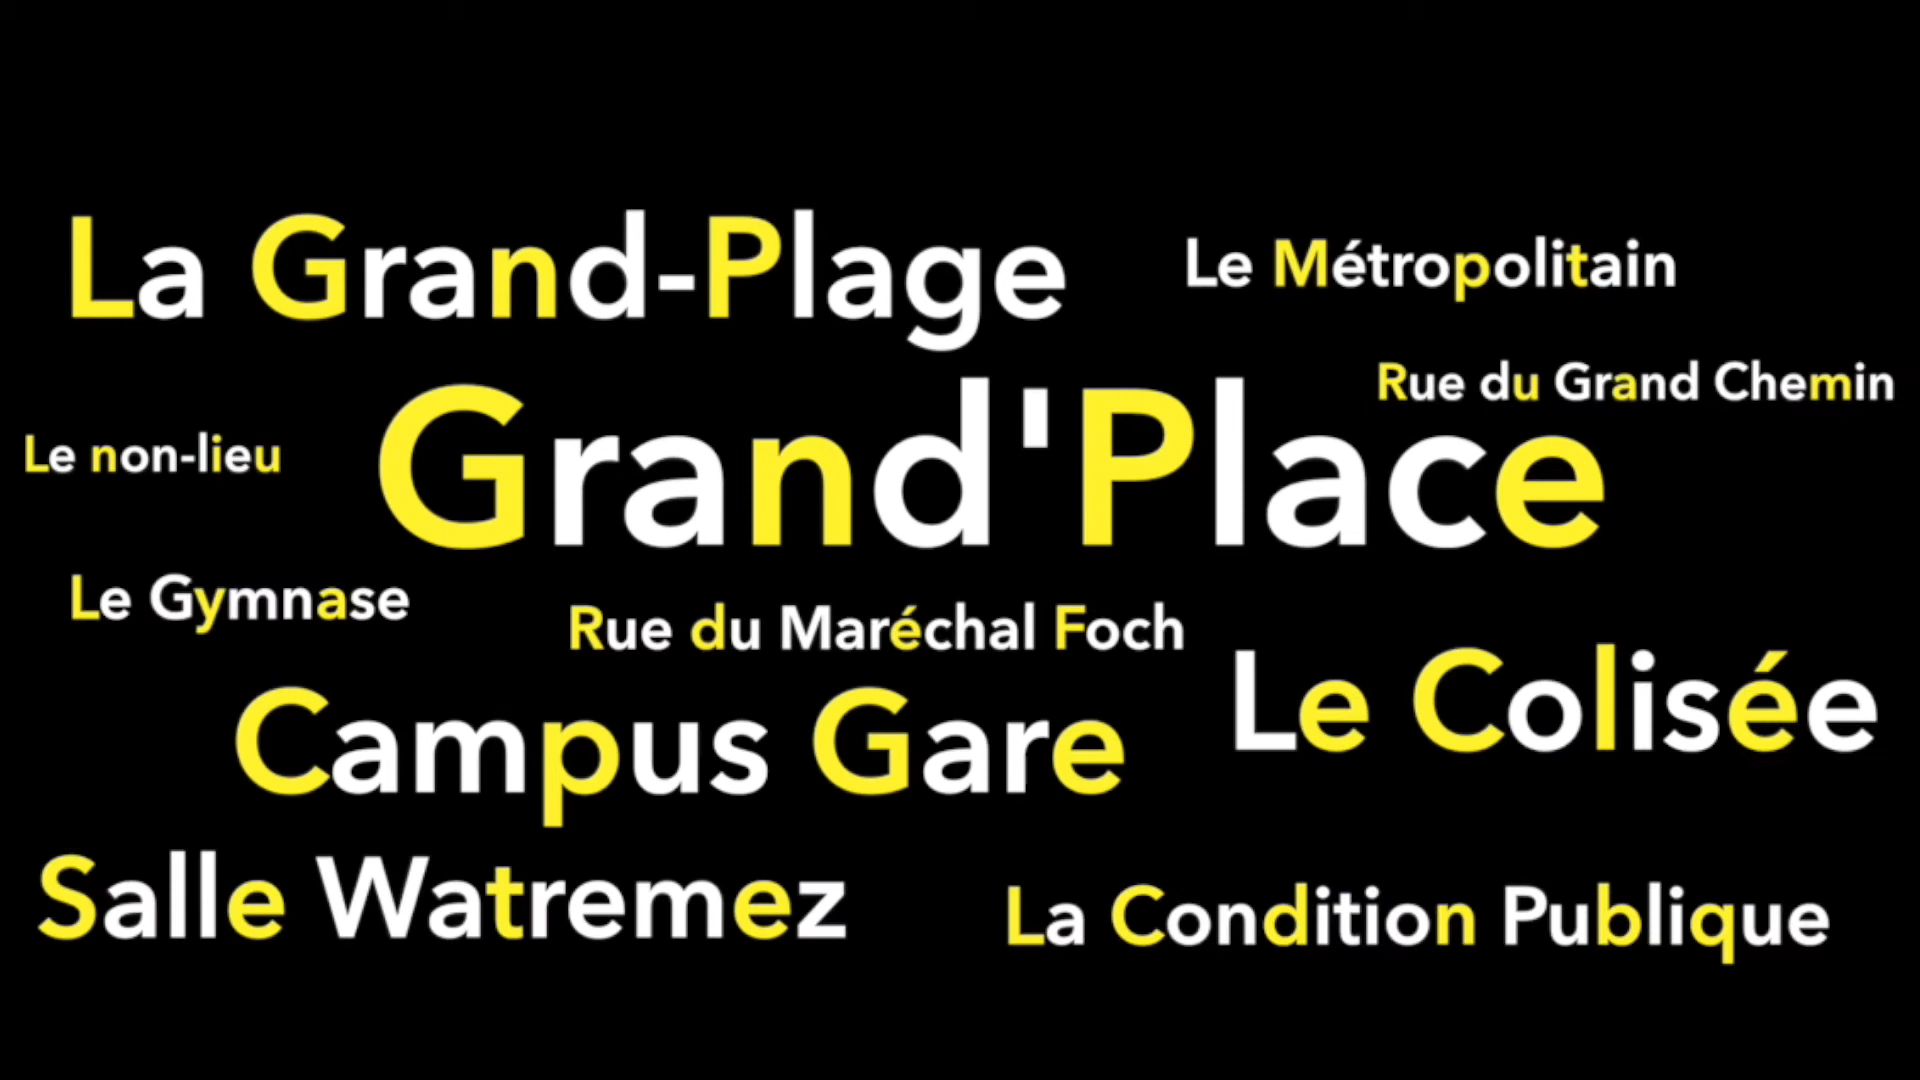 La Grand-Plage
Le Métropolitain
Rue du Grand Chemin
Le non-lieu
Grand'Place
Le Gymnase
Rue du Maréchal Foch
Le Colisée
Campus Gare
Salle Watremez
La Condition Publique